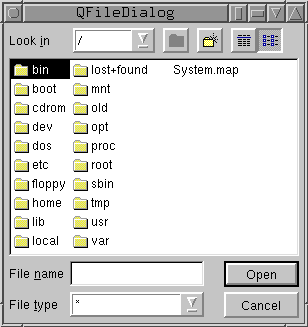 QFileDialog
Look in /
bin lost+found System.map
boot mnt
cdrom old
dev opt
dos proc
etc root
floppy sbin
home tmp
lib usr
local var
File name Open
File type * Cancel